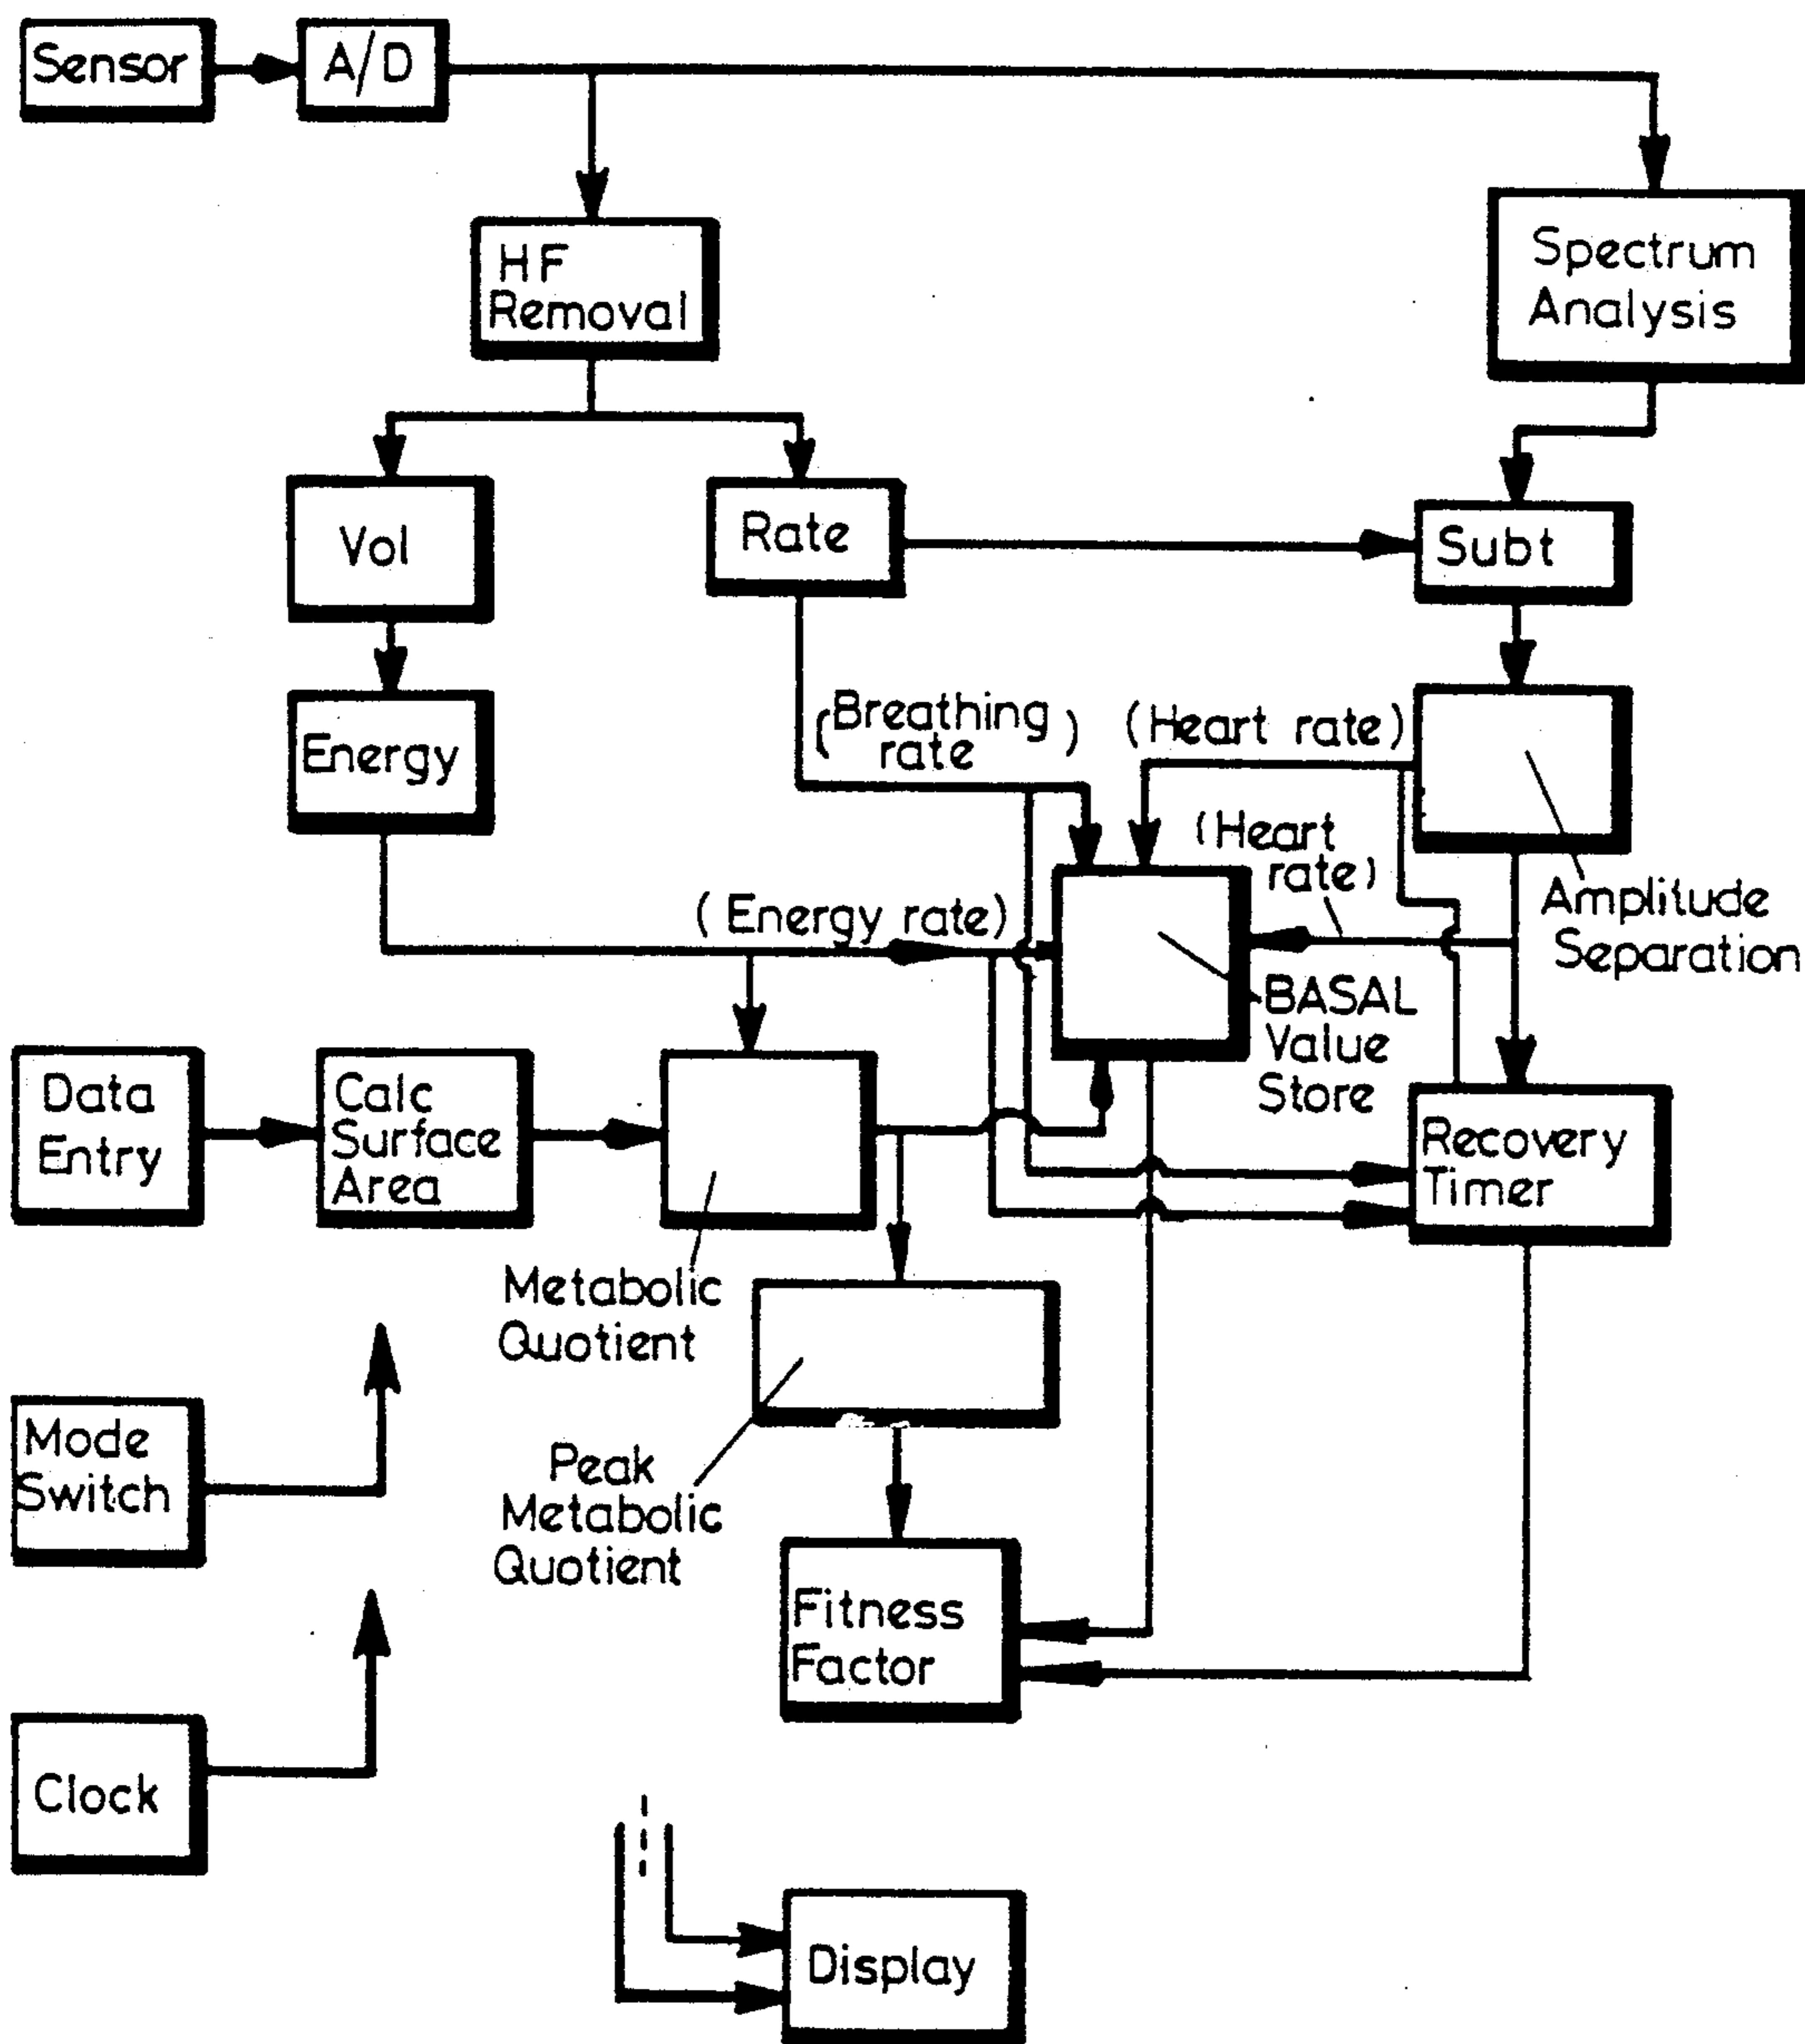 Sensor
A/D
HF
Removal
Spectrum
Analysis
Vol
Rate
Subt
Energy
(Breathing
rate)
(Heart rate)
(Heart
rate)
Amplitude
Separation
(Energy rate)
BASAL
Value
Store
Data
Entry
Calc
Surface
Area
Recovery
Timer
Metabolic
Quotient
Mode
Switch
Peak
Metabolic
Quotient
Fitness
Factor
Clock
Display